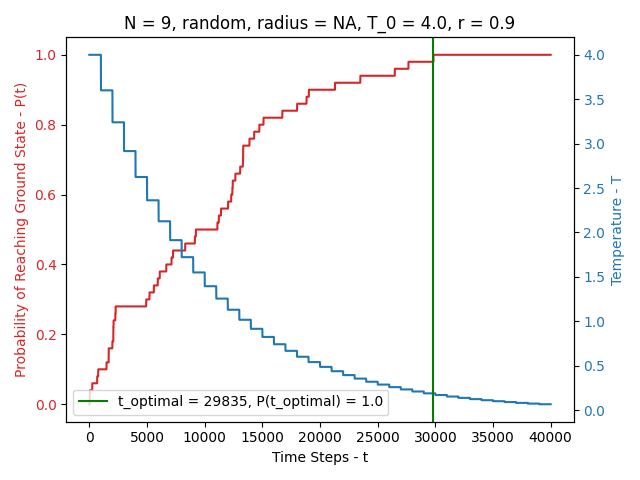 N = 9, random, radius = NA, T_0 = 4.0, r = 0.9
Probability of Reaching Ground State - P(t)
1.0
0.8
0.6
0.4
0.2
0.0
4.0
3.5
3.0
2.5
2.0
1.5
1.0
0.5
0.0
Temperature - T
t_optimal = 29835, P(t_optimal) = 1.0
0 5000 10000 15000 20000 25000 30000 35000 40000
Time Steps - t